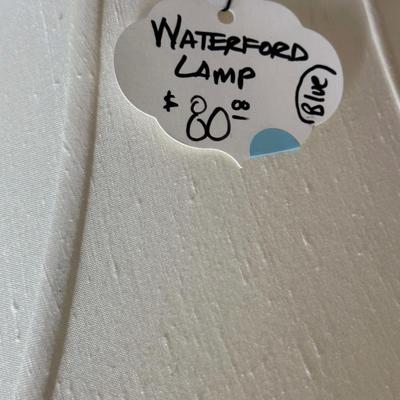 WATERFORD
LAMP
$ 80.00
Blue